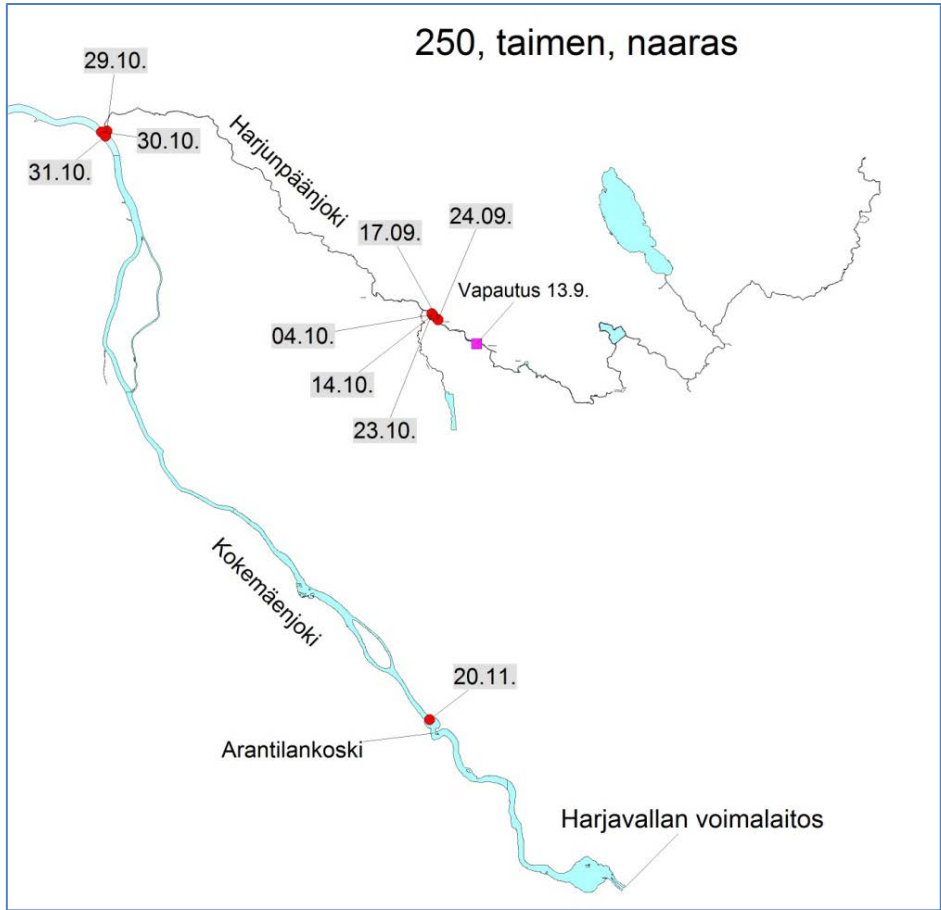 250, taimen, naaras
29.10.
30.10.
31.10.
Harjunpäänjoki
17.09.
24.09.
Vapautus 13.9.
04.10.
14.10.
23.10.
Kokemäenjoki
20.11.
Arantilankoski
Harjavallan voimalaitos